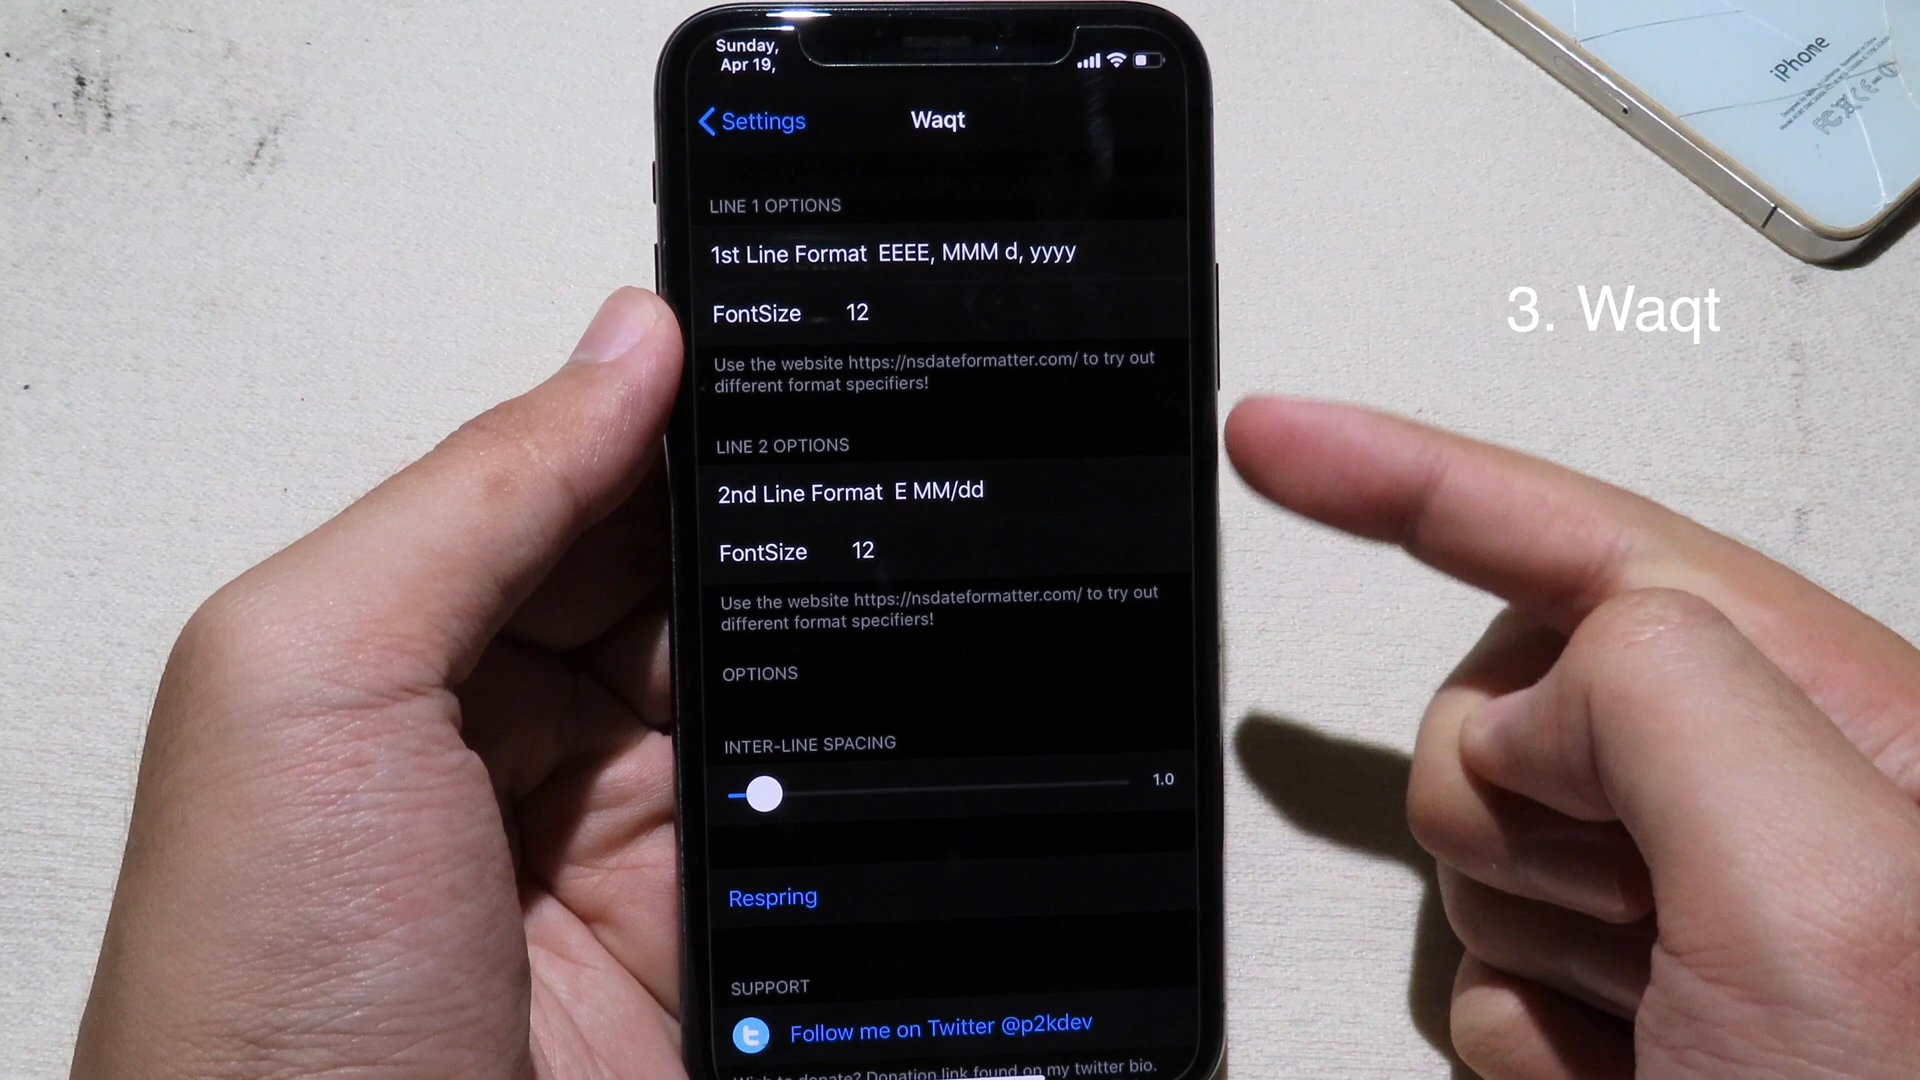 Sunday,
Apr 19,
Settings
Waqt
LINE 1 OPTIONS
1st Line Format EEEE, MMM d, yyyy
FontSize 12
Use the website https://nsdateformatter.com/ to try out
different format specifiers!
LINE 2 OPTIONS
2nd Line Format E MM/dd
FontSize 12
Use the website https://nsdateformatter.com/ to try out
different format specifiers!
OPTIONS
INTER-LINE SPACING
1.0
Respring
SUPPORT
Follow me on Twitter @p2kdev
Wish to donate? Donation link found on my twitter bio.
3. Waqt
iPhone